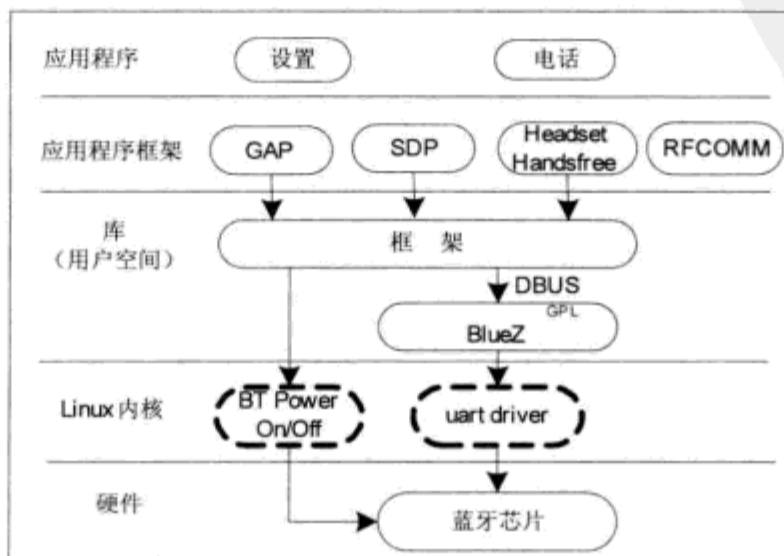 应用程序
设置
电话
应用程序框架
GAP
SDP
Headset
Handsfree
RFCOMM
库
（用户空间）
框 架
DBUS
GPL
BlueZ
Linux 内核
BT Power
On/Off
uart driver
硬件
蓝牙芯片